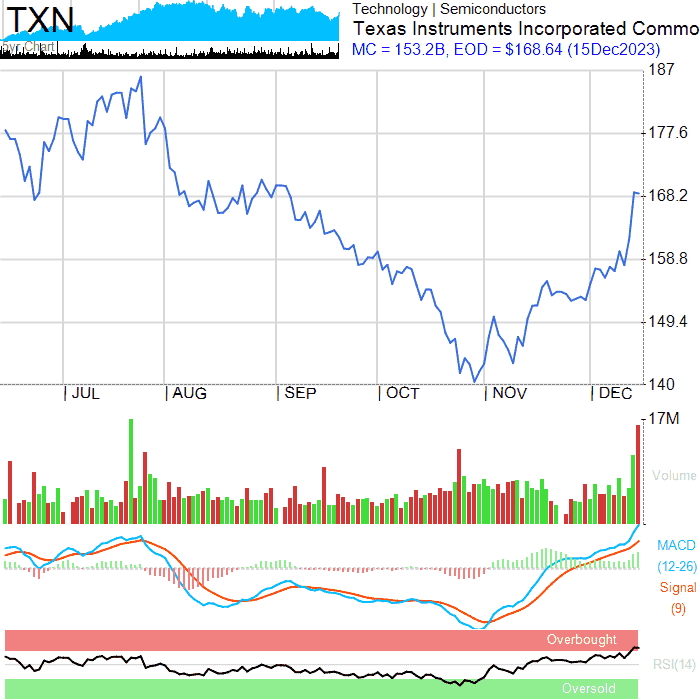 TXN
5yr Chart
Technology | Semiconductors
Texas Instruments Incorporated Commo
MC = 153.2B, EOD = $168.64 (15Dec2023)
187
177.6
168.2
158.8
149.4
140
JUL AUG SEP OCT NOV DEC
17M
Volume
MACD
(12-26)
Signal
(9)
Overbought
RSI(14)
Oversold